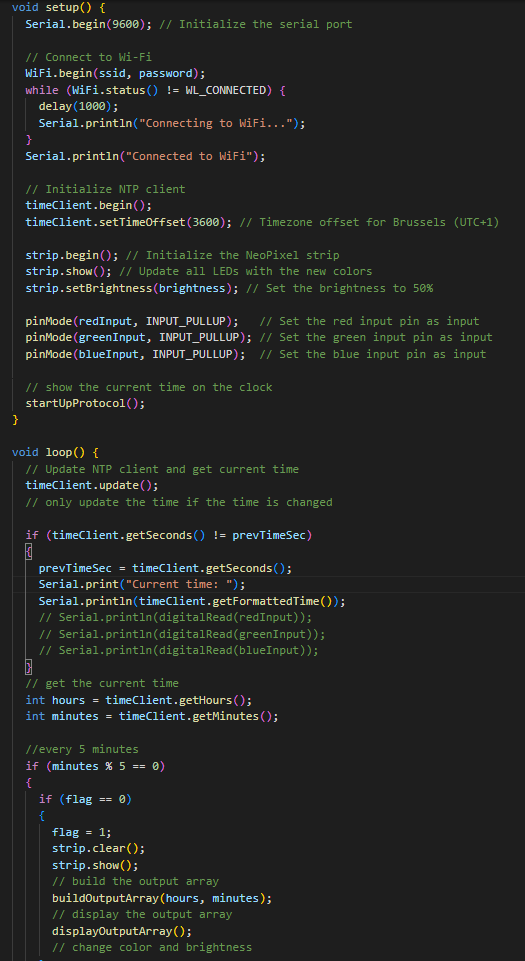 void setup() {
  Serial.begin(9600); // Initialize the serial port

  // Connect to Wi-Fi
  WiFi.begin(ssid, password);
  while (WiFi.status() != WL_CONNECTED) {
    delay(1000);
    Serial.println("Connecting to WiFi...");
  }
  Serial.println("Connected to WiFi");

  // Initialize NTP client
  timeClient.begin();
  timeClient.setTimeOffset(3600); // Timezone offset for Brussels (UTC+1)

  strip.begin(); // Initialize the NeoPixel strip
  strip.show(); // Update all LEDs with the new colors
  strip.setBrightness(brightness); // Set the brightness to 50%

  pinMode(redInput, INPUT_PULLUP);   // Set the red input pin as input
  pinMode(greenInput, INPUT_PULLUP); // Set the green input pin as input
  pinMode(blueInput, INPUT_PULLUP);  // Set the blue input pin as input

  // show the current time on the clock
  startUpProtocol();
}

void loop() {
  // Update NTP client and get current time
  timeClient.update();
  // only update the time if the time is changed

  if (timeClient.getSeconds() != prevTimeSec)
  {
    prevTimeSec = timeClient.getSeconds();
    Serial.print("Current time: ");
    Serial.println(timeClient.getFormattedTime());
    // Serial.println(digitalRead(redInput));
    // Serial.println(digitalRead(greenInput));
    // Serial.println(digitalRead(blueInput));
  }
  // get the current time
  int hours = timeClient.getHours();
  int minutes = timeClient.getMinutes();

  //every 5 minutes
  if (minutes % 5 == 0)
  {
    if (flag == 0)
    {
      flag = 1;
      strip.clear();
      strip.show();
      // build the output array
      buildOutputArray(hours, minutes);
      // display the output array
      displayOutputArray();
      // change color and brightness